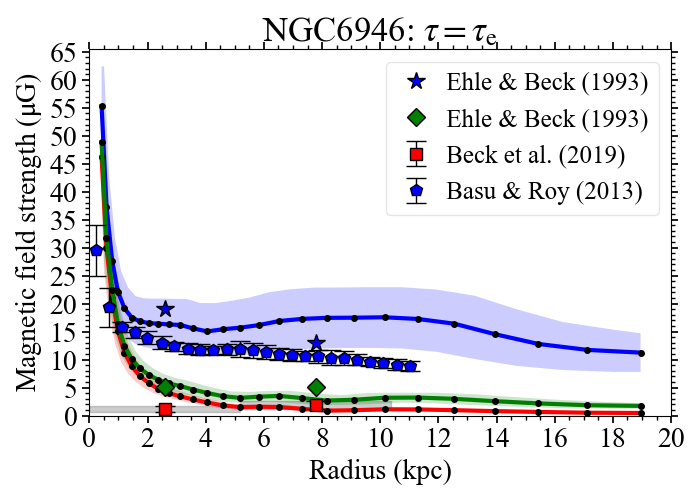 NGC6946: τ = τₑ
Magnetic field strength (μG)
65
60
55
50
45
40
35
30
25
20
15
10
5
0
Ehle & Beck (1993)
Ehle & Beck (1993)
Beck et al. (2019)
Basu & Roy (2013)
0 2 4 6 8 10 12 14 16 18 20
Radius (kpc)